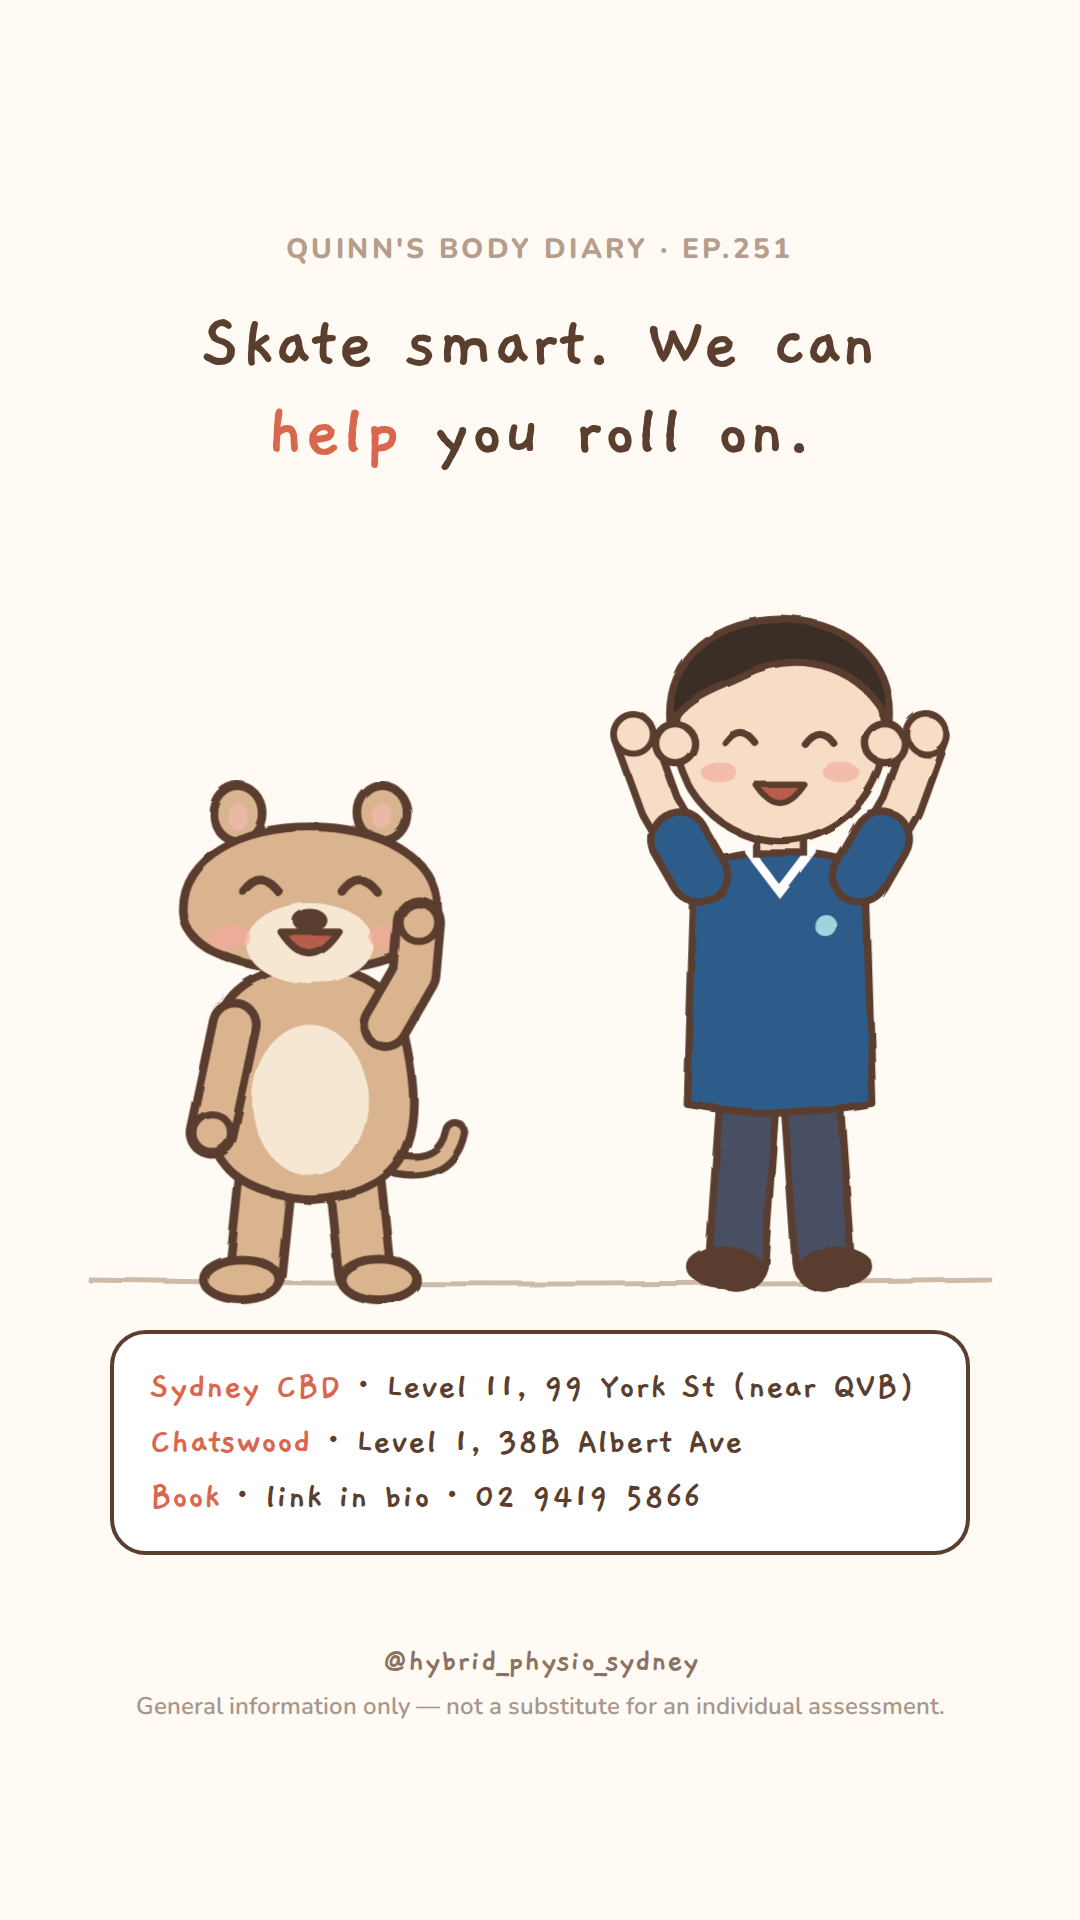 QUINN'S BODY DIARY · EP.251
Skate smart. We can
help you roll on.
Sydney CBD · Level 11, 99 York St (near QVB)
Chatswood · Level 1, 38B Albert Ave
Book · link in bio · 02 9419 5866
@hybrid_physio_sydney
General information only — not a substitute for an individual assessment.